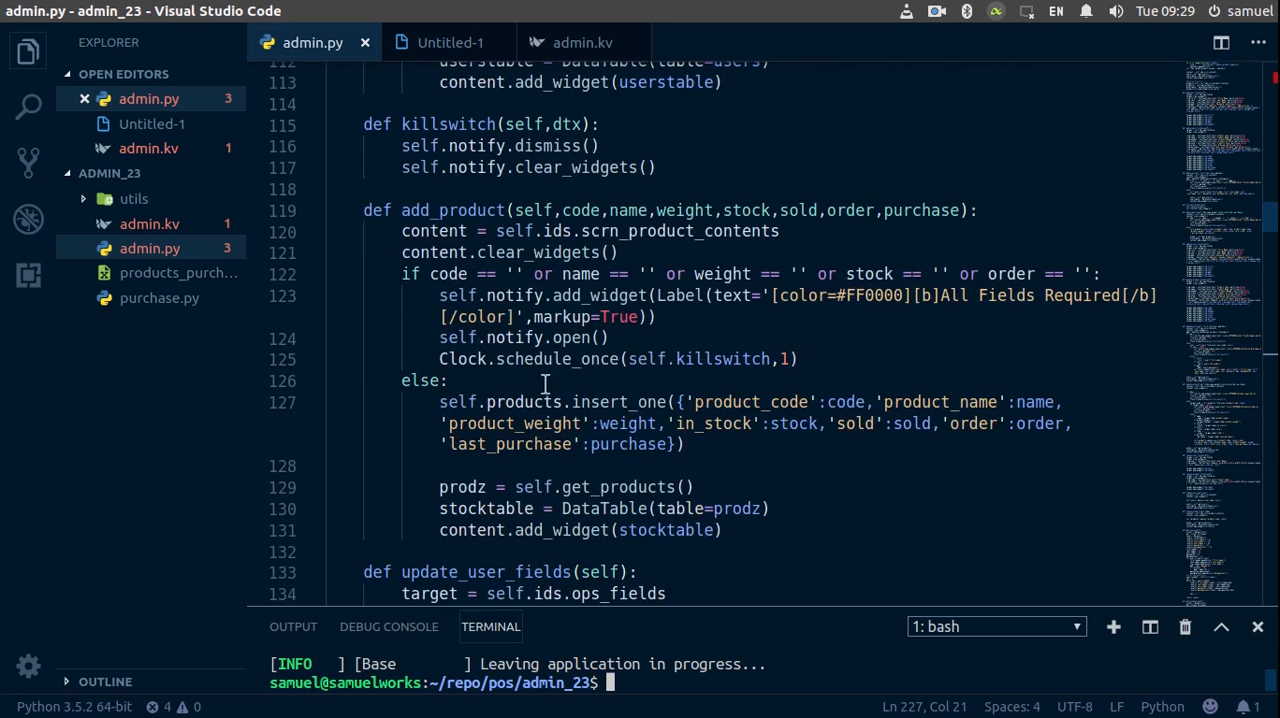 admin.py - admin_23 - Visual Studio Code
EN
Tue 09:29
samuel
EXPLORER
admin.py
Untitled-1
admin.kv
OPEN EDITORS
admin.py 3
Untitled-1
admin.kv 1
ADMIN_23
utils
admin.kv 1
admin.py 3
products_purch...
purchase.py
OUTLINE
112 userstable = DataTable(table=users)
113 content.add_widget(userstable)
114
115 def killswitch(self,dtx):
116 self.notify.dismiss()
117 self.notify.clear_widgets()
118
119 def add_product(self,code,name,weight,stock,sold,order,purchase):
120 content = self.ids.scrn_product_contents
121 content.clear_widgets()
122 if code == '' or name == '' or weight == '' or stock == '' or order == '':
123 self.notify.add_widget(Label(text='[color=#FF0000][b]All Fields Required[/b]
[/color]',markup=True))
124 self.notify.open()
125 clock.schedule_once(self.killswitch,1)
126 else:
127 self.products.insert_one({'product_code':code,'product_name':name,
'product_weight':weight,'in_stock':stock,'sold':sold,'order':order,
'last_purchase':purchase})
128
129 prodz = self.get_products()
130 stocktable = DataTable(table=prodz)
131 content.add_widget(stocktable)
132
133 def update_user_fields(self):
134 target = self.ids.ops_fields
OUTPUT DEBUG CONSOLE TERMINAL 1: bash
[INFO ] [Base ] Leaving application in progress...
samuel@samuelworks:~/repo/pos/admin_23$
Python 3.5.2 64-bit 4 0 Ln 227, Col 21 Spaces: 4 UTF-8 LF Python 1